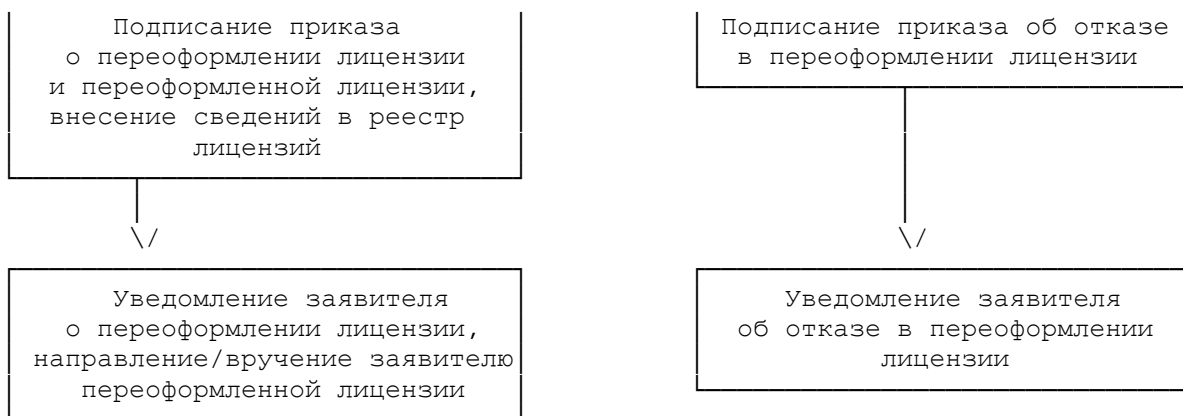 Подписание приказа
о переоформлении лицензии
и переоформленной лицензии,
внесение сведений в реестр
лицензий
Подписание приказа об отказе
в переоформлении лицензии
\/
\/
Уведомление заявителя
о переоформлении лицензии,
направление/вручение заявителю
переоформленной лицензии
Уведомление заявителя
об отказе в переоформлении
лицензии